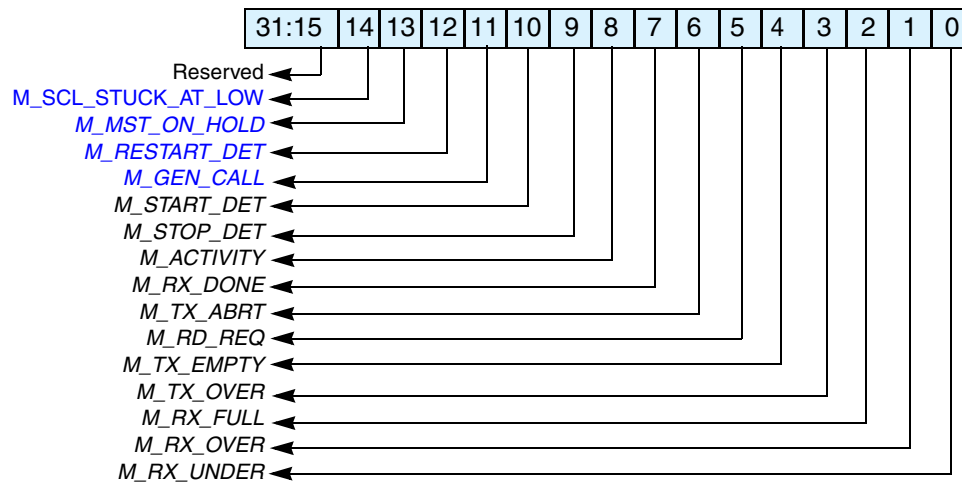 31:15 14 13 12 11 10 9 8 7 6 5 4 3 2 1 0
Reserved
M_SCL_STUCK_AT_LOW
M_MST_ON_HOLD
M_RESTART_DET
M_GEN_CALL
M_START_DET
M_STOP_DET
M_ACTIVITY
M_RX_DONE
M_TX_ABRT
M_RD_REQ
M_TX_EMPTY
M_TX_OVER
M_RX_FULL
M_RX_OVER
M_RX_UNDER